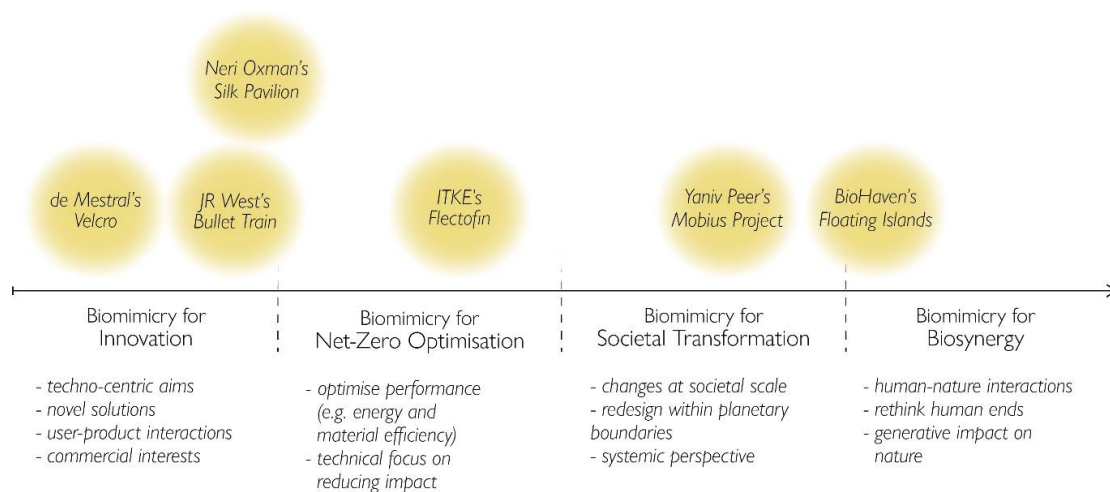 Neri Oxman's
Silk Pavilion
de Mestral's
Velcro
JR West's
Bullet Train
ITKE's
Flectofin
Yaniv Peer's
Mobius Project
BioHaven's
Floating Islands
Biomimicry for
Innovation
- techno-centric aims
- novel solutions
- user-product interactions
- commercial interests
Biomimicry for
Net-Zero Optimisation
- optimise performance
(e.g. energy and
material efficiency)
- technical focus on
reducing impact
Biomimicry for
Societal Transformation
- changes at societal scale
- redesign within planetary
boundaries
- systemic perspective
Biomimicry for
Biosynergy
- human-nature interactions
- rethink human ends
- generative impact on
nature